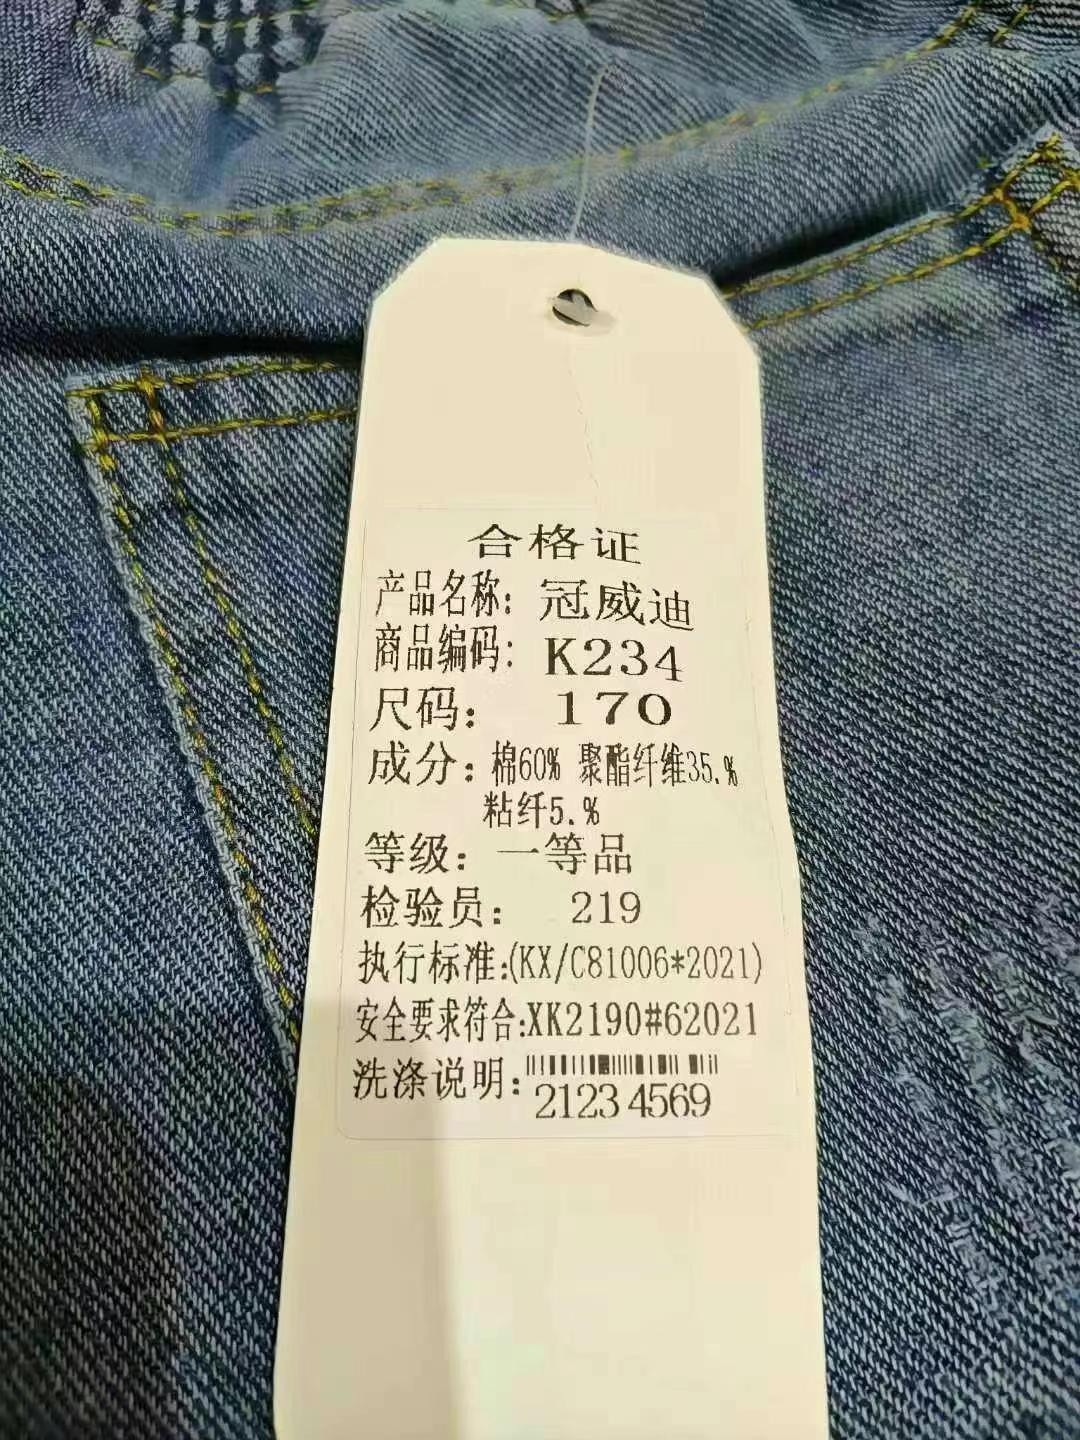 合格证
产品名称: 冠威迪
商品编码: K234
尺码: 170
成分: 棉60% 聚酯纤维35.%
粘纤5.%
等级: 一等品
检验员: 219
执行标准:(KX/C81006*2021)
安全要求符合:XK2190#62021
洗涤说明:
21234569